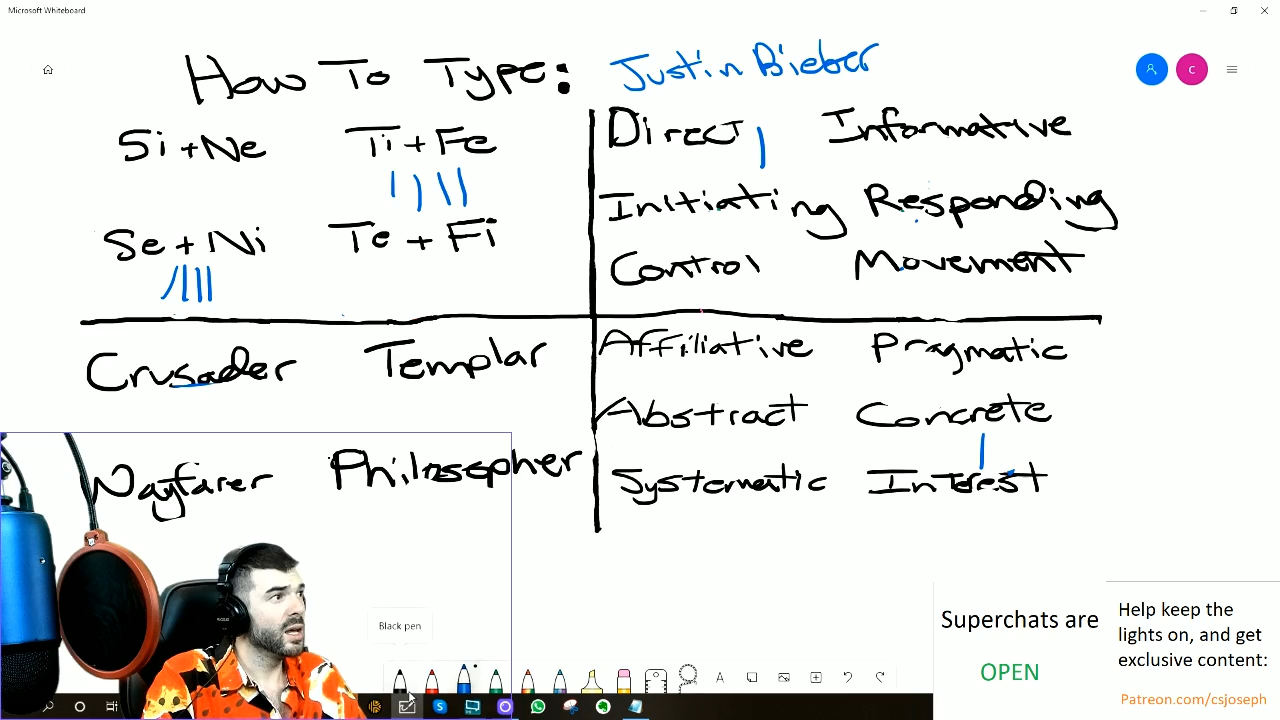 Microsoft Whiteboard
How To Type: Justin Bieber
Si + Ne Ti + Fe
Se + Ni Te + Fi
Direct Informative
Initiating Responding
Control Movement
Crusader Templar
Wayfarer Philosopher
Affiliative Pragmatic
Abstract Concrete
Systematic Interest
C
Black pen
A
Superchats are
OPEN
Help keep the
lights on, and get
exclusive content:
Patreon.com/csjoseph